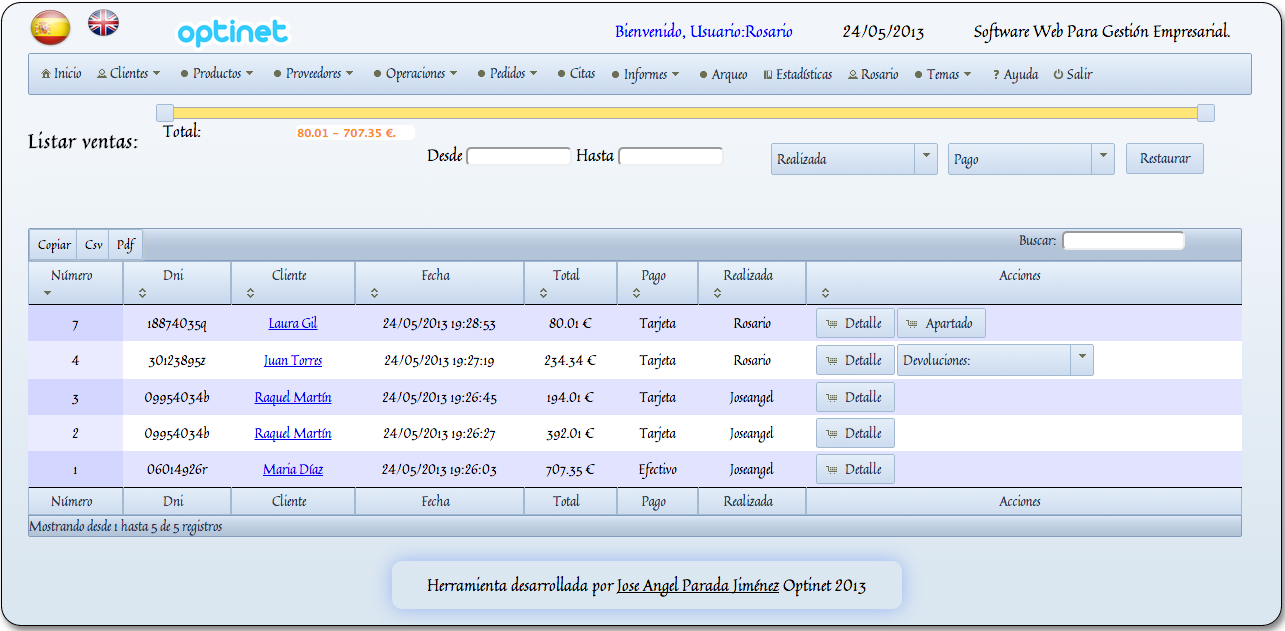 optinet
Bienvenido, Usuario:Rosario 24/05/2013 Software Web Para Gestión Empresarial.
Inicio Clientes Productos Proveedores Operaciones Pedidos Citas Informes Arqueo Estadísticas Rosario Temas ? Ayuda Salir
Listar ventas:
Total: 80.01 - 707.35 €.
Desde Hasta Realizada Pago Restaurar
Copiar Csv Pdf Buscar:
Número Dni Cliente Fecha Total Pago Realizada Acciones
7 18874035q Laura Gil 24/05/2013 19:28:53 80.01 € Tarjeta Rosario Detalle Apartado
4 30123895z Juan Torres 24/05/2013 19:27:19 234.34 € Tarjeta Rosario Detalle Devoluciones:
3 09954034b Raquel Martín 24/05/2013 19:26:45 194.01 € Tarjeta Joseangel Detalle
2 09954034b Raquel Martín 24/05/2013 19:26:27 392.01 € Tarjeta Joseangel Detalle
1 06014926r Maria Díaz 24/05/2013 19:26:03 707.35 € Efectivo Joseangel Detalle
Número Dni Cliente Fecha Total Pago Realizada Acciones
Mostrando desde 1 hasta 5 de 5 registros
Herramienta desarrollada por Jose Angel Parada Jiménez Optinet 2013